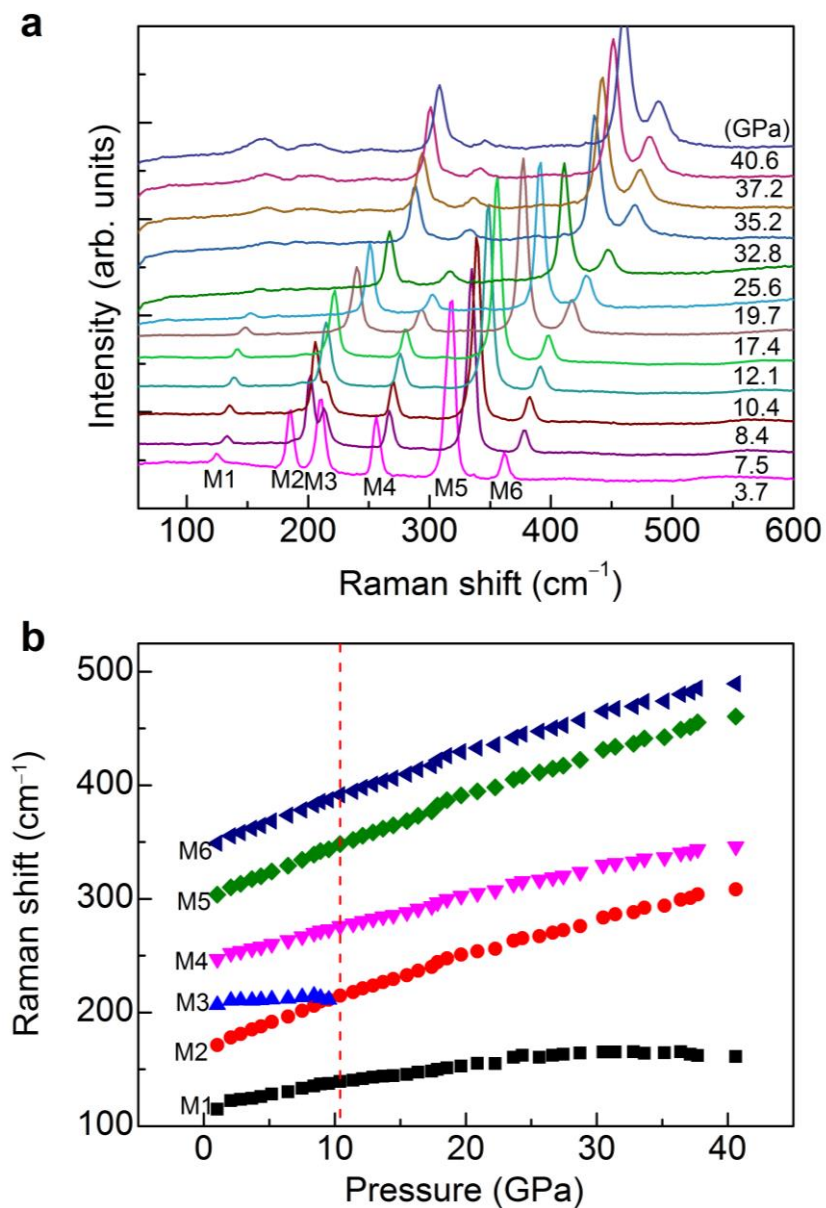 a
Intensity (arb. units)
(GPa)
40.6
37.2
35.2
32.8
25.6
19.7
17.4
12.1
10.4
8.4
7.5
3.7
M1 M2 M3 M4 M5 M6
100 200 300 400 500 600
Raman shift (cm⁻¹)
b
Raman shift (cm⁻¹)
500
400
300
200
100
M6
M5
M4
M3
M2
M1
0 10 20 30 40
Pressure (GPa)